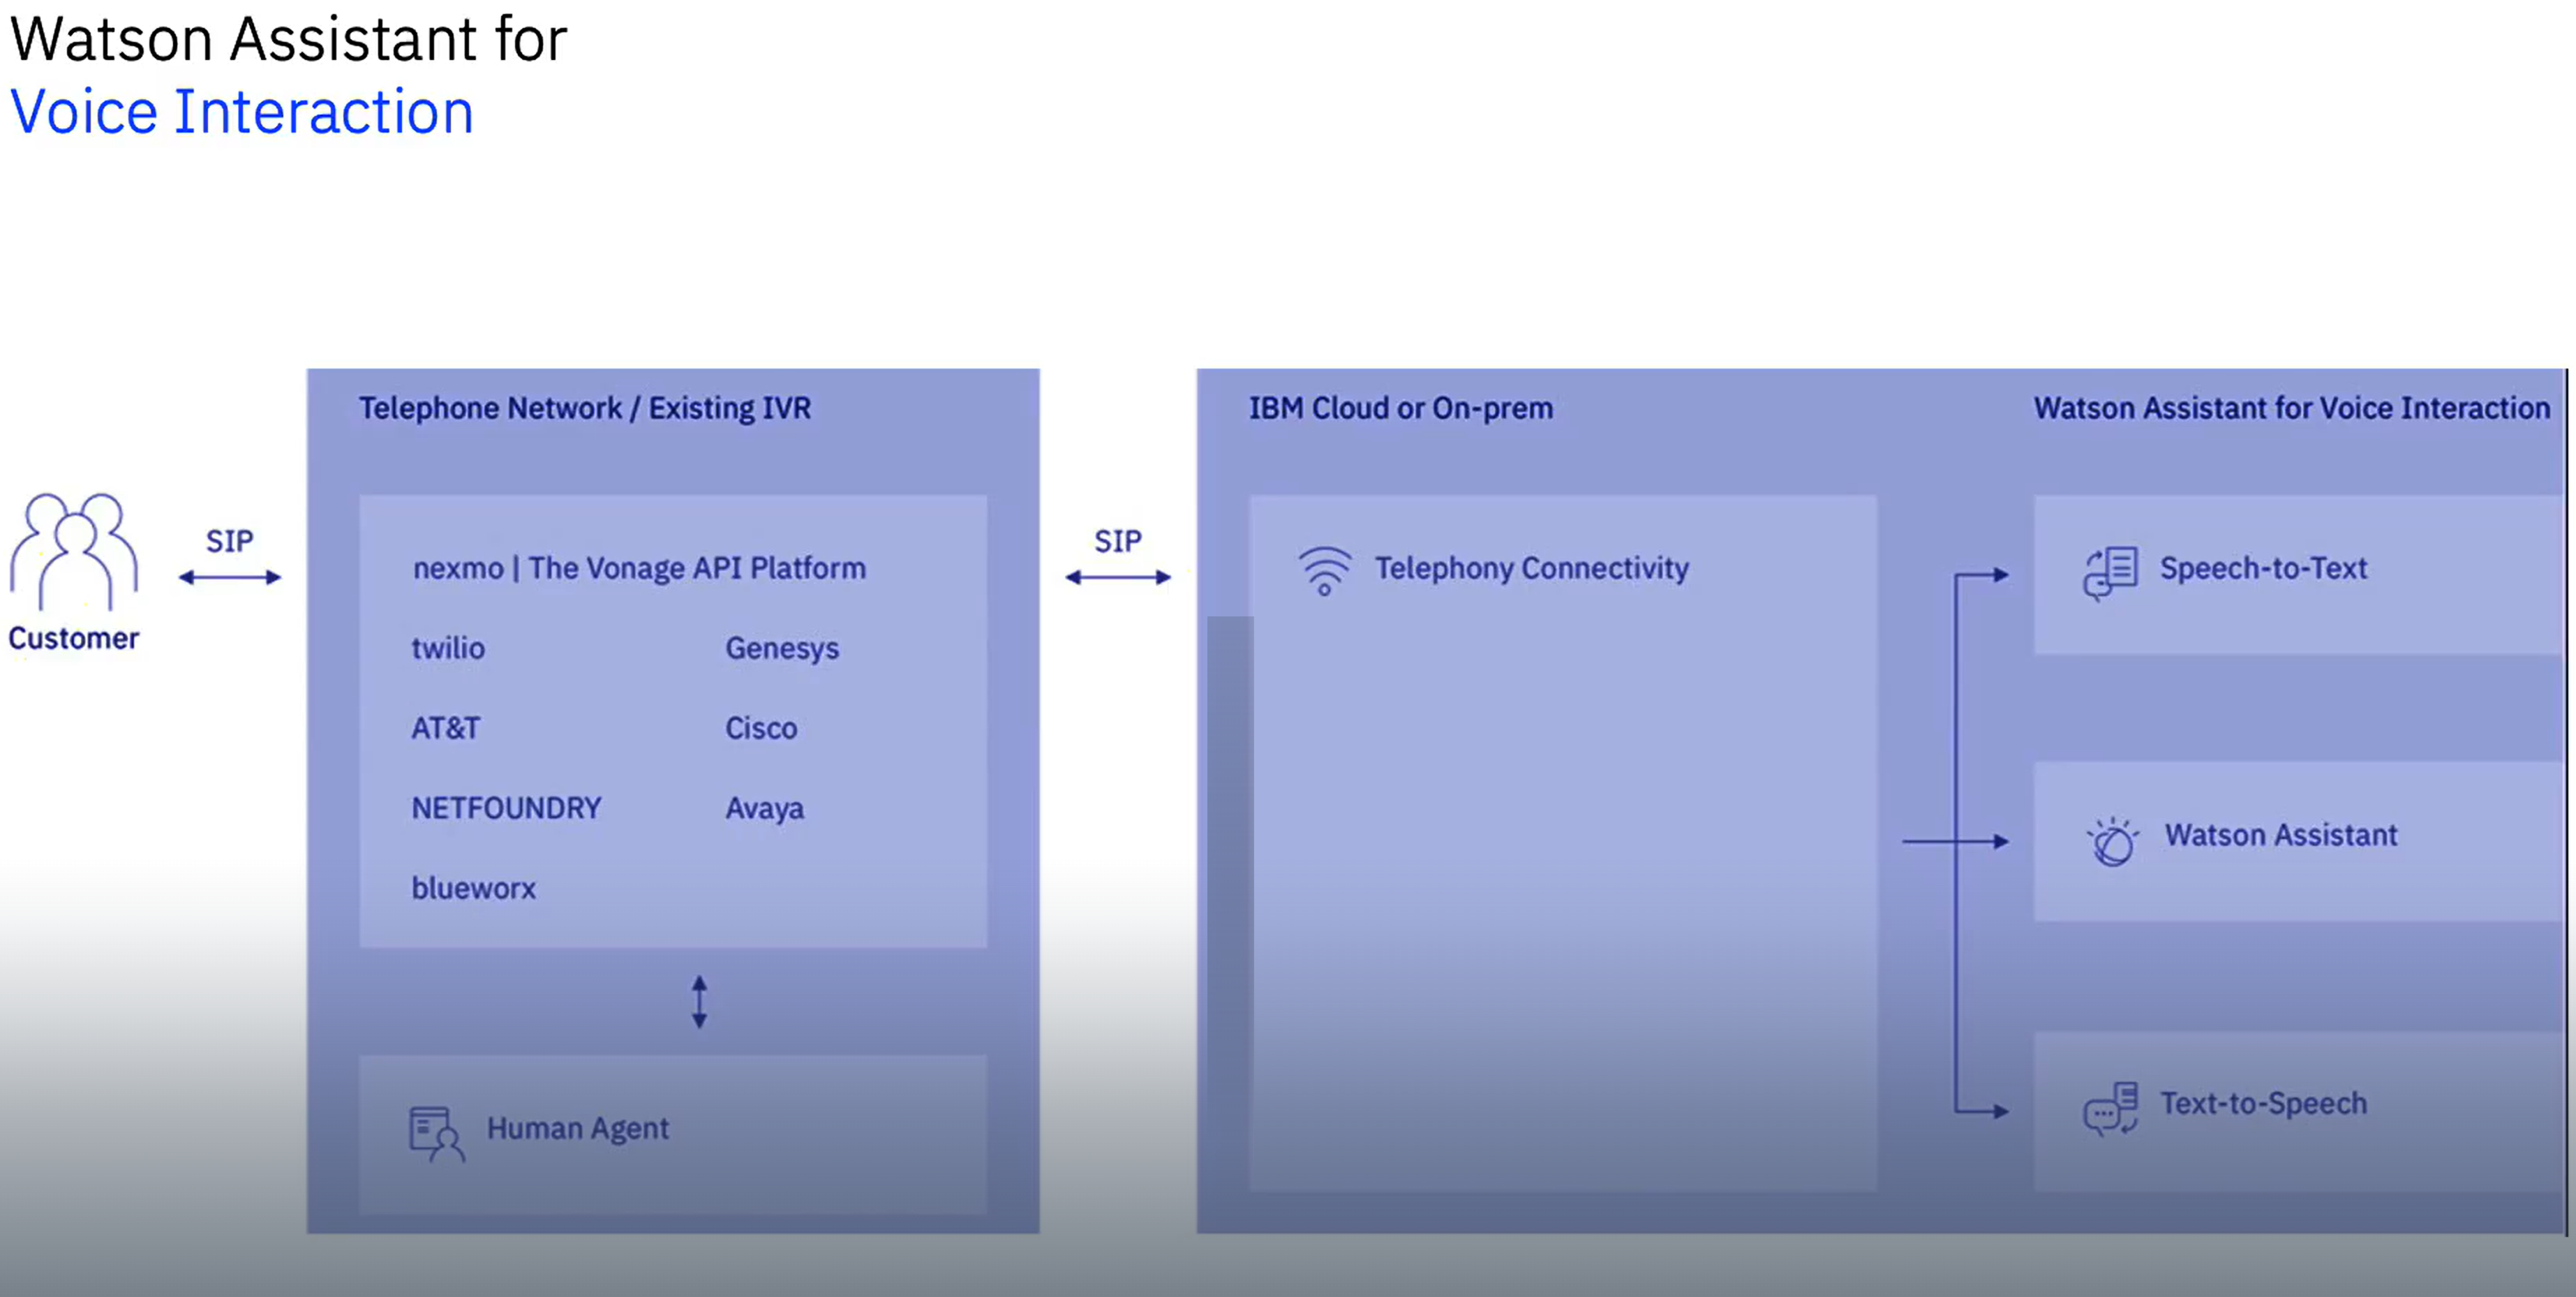 Watson Assistant for
Voice Interaction
Customer
SIP
Telephone Network / Existing IVR
nexmo | The Vonage API Platform
twilio
Genesys
AT&T
Cisco
NETFOUNDRY
Avaya
blueworx
Human Agent
SIP
IBM Cloud or On-prem
Telephony Connectivity
Watson Assistant for Voice Interaction
Speech-to-Text
Watson Assistant
Text-to-Speech